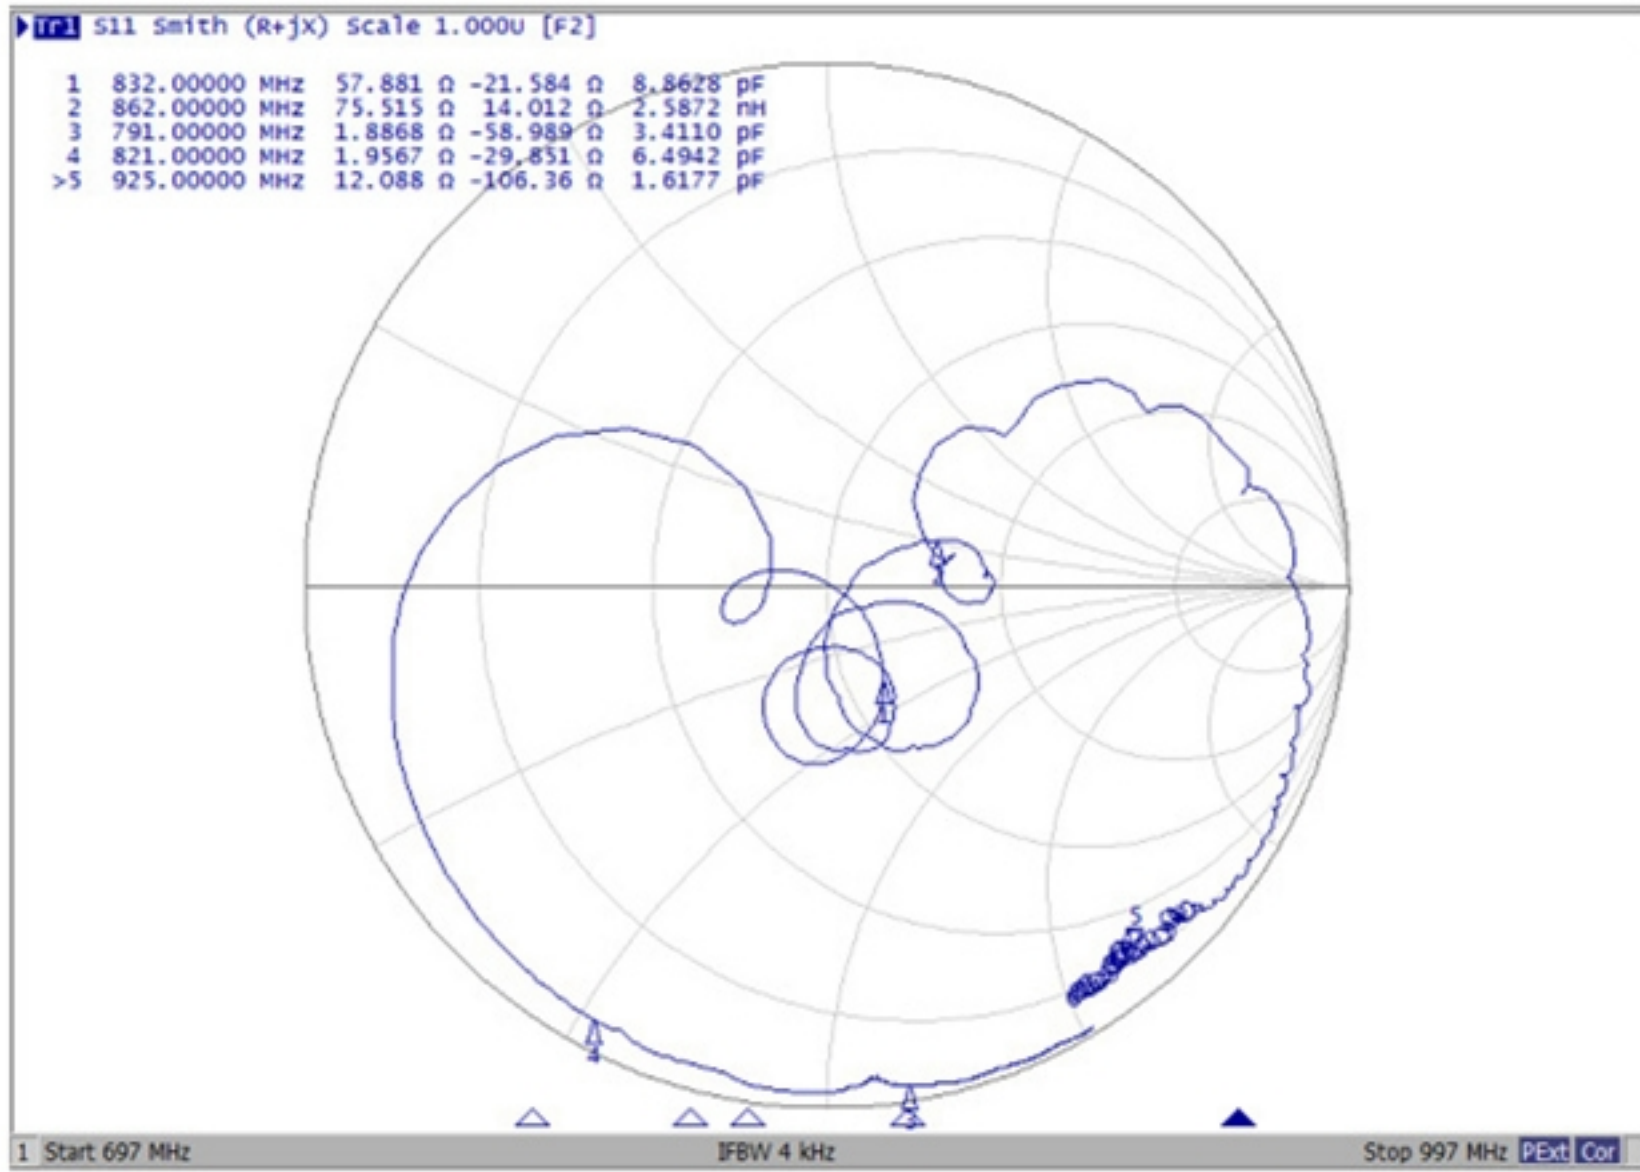 Tr1 S11 Smith (R+jX) Scale 1.000U [F2]
1 832.00000 MHz 57.881 Ω -21.584 Ω 8.8628 pF
2 862.00000 MHz 75.515 Ω 14.012 Ω 2.5872 nH
3 791.00000 MHz 1.8868 Ω -58.989 Ω 3.4110 pF
4 821.00000 MHz 1.9567 Ω -29.851 Ω 6.4942 pF
>5 925.00000 MHz 12.088 Ω -106.36 Ω 1.6177 pF
2
1
5
4
3
1 Start 697 MHz IFBW 4 kHz Stop 997 MHz PExt Cor